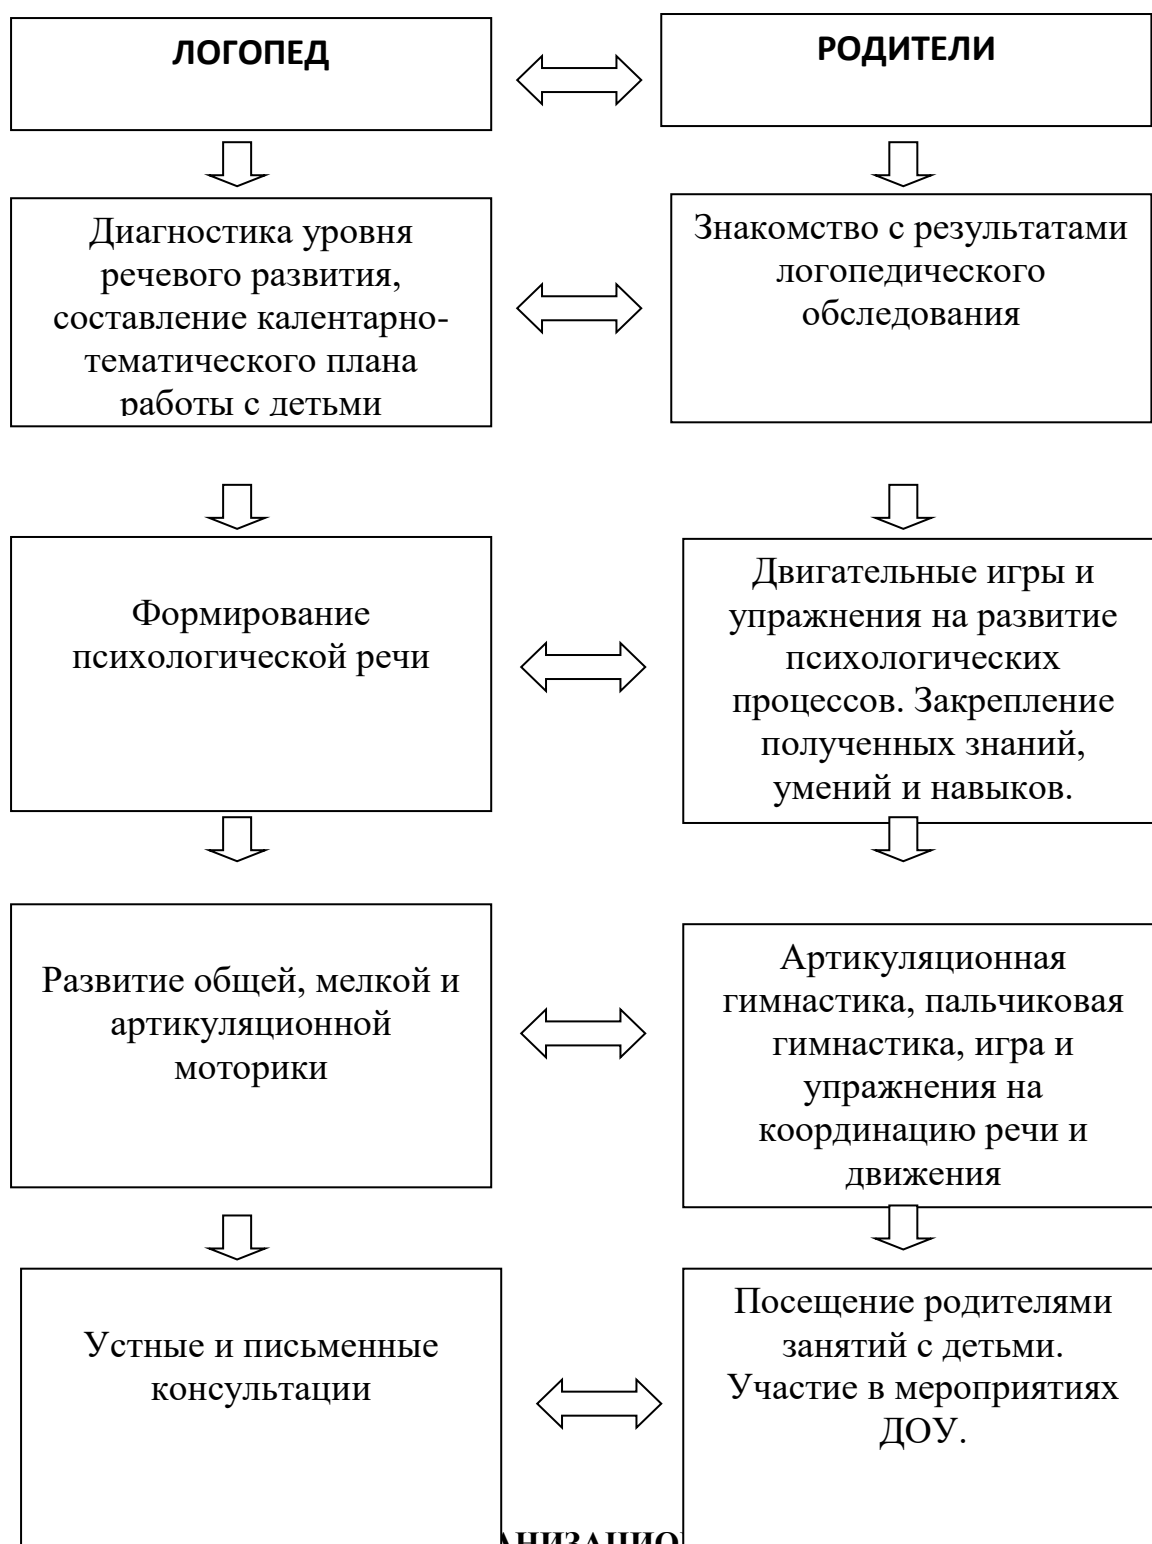 ЛОГОПЕД
РОДИТЕЛИ
Диагностика уровня
речевого развития,
составление калентарно-
тематического плана
работы с детьми
Знакомство с результатами
логопедического
обследования
Формирование
психологической речи
Двигательные игры и
упражнения на развитие
психологических
процессов. Закрепление
полученных знаний,
умений и навыков.
Развитие общей, мелкой и
артикуляционной
моторики
Артикуляционная
гимнастика, пальчиковая
гимнастика, игра и
упражнения на
координацию речи и
движения
Устные и письменные
консультации
Посещение родителями
занятий с детьми.
Участие в мероприятиях
ДОУ.